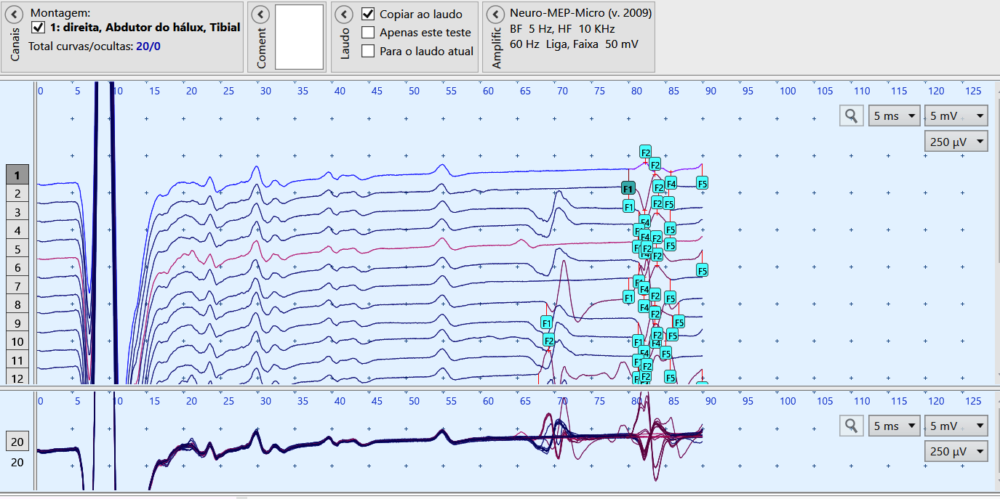 Canais
Montagem:
1: direita, Abdutor do hálux, Tibial
Total curvas/ocultas: 20/0
Coment
Laudo
Copiar ao laudo
Apenas este teste
Para o laudo atual
Amplific
Neuro-MEP-Micro (v. 2009)
BF 5 Hz, HF 10 KHz
60 Hz Liga, Faixa 50 mV
0 5 10 15 20 25 30 35 40 45 50 55 60 65 70 75 80 85 90 95 100 105 110 115 120 125
5 ms 5 mV
250 µV
F2
F2
1 F2 F4 F5
F1
2
F1 F2 F5
3
F4
4 F5
F4 F2
5 F2 F5
F2
6 F5
7 F4
F1 F2 F5
8 F4
F2
9 F1 F5
F2 F5
10 F2 F1 F4
F4 F5
11
F2
12 F2 F5
0 5 10 15 20 25 30 35 40 45 50 55 60 65 70 75 80 85 90 95 100 105 110 115 120 125
5 ms 5 mV
20 250 µV
20